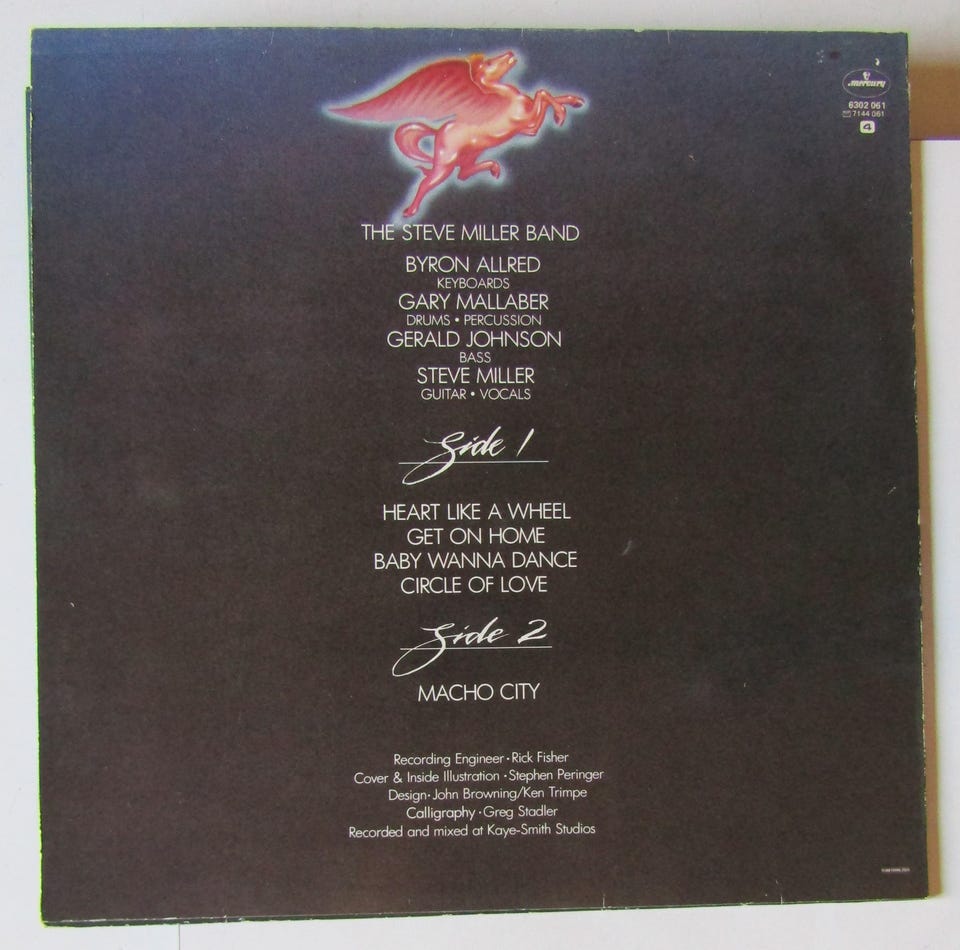 mercury
6302 061
7144 061
4
THE STEVE MILLER BAND
BYRON ALLRED
KEYBOARDS
GARY MALLABER
DRUMS • PERCUSSION
GERALD JOHNSON
BASS
STEVE MILLER
GUITAR • VOCALS
Side 1
HEART LIKE A WHEEL
GET ON HOME
BABY WANNA DANCE
CIRCLE OF LOVE
Side 2
MACHO CITY
Recording Engineer · Rick Fisher
Cover & Inside Illustration · Stephen Peringer
Design · John Browning/Ken Trimpe
Calligraphy · Greg Stadler
Recorded and mixed at Kaye-Smith Studios